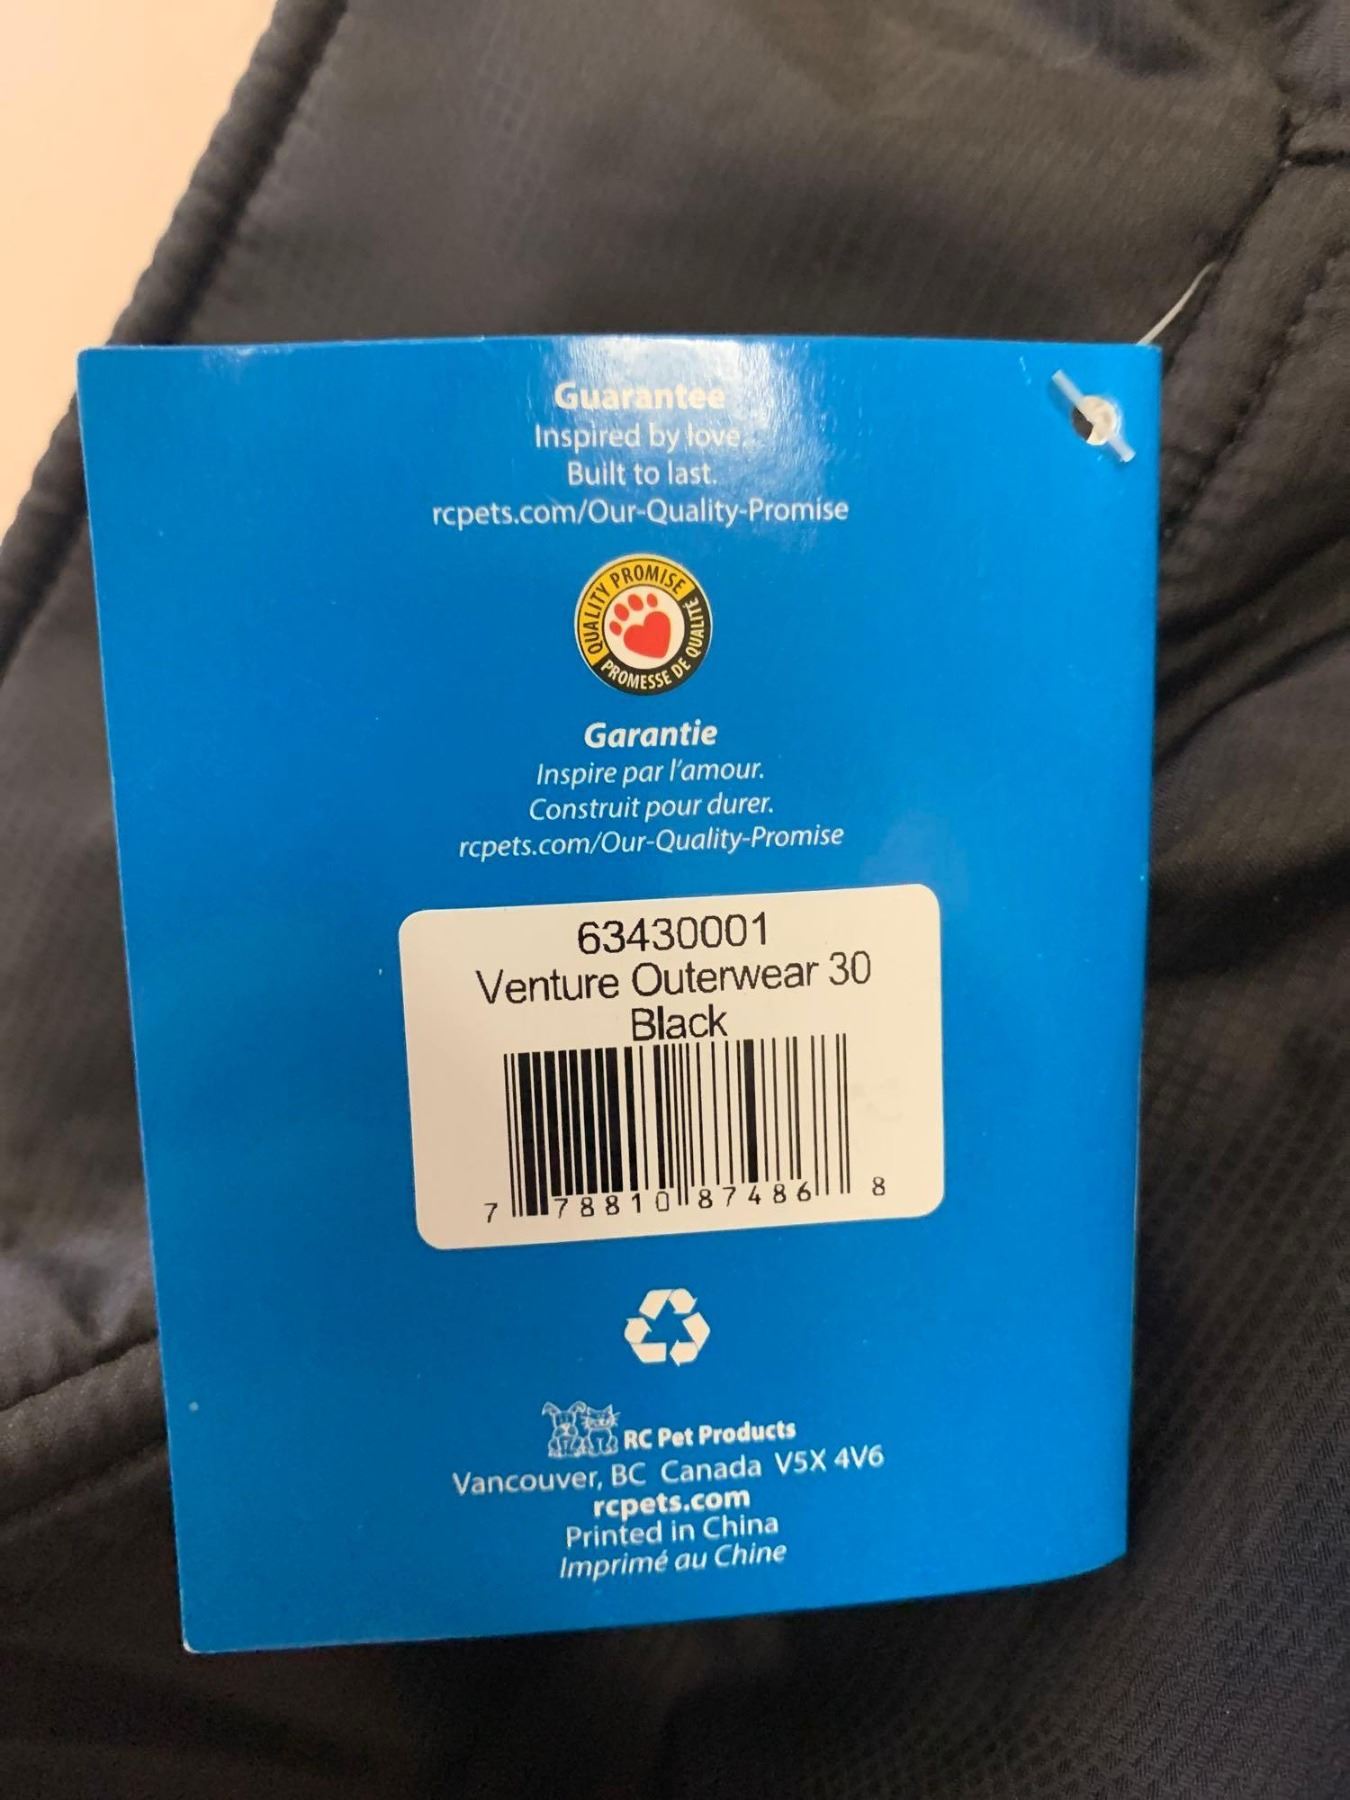 Guarantee
Inspired by love.
Built to last.
rcpets.com/Our-Quality-Promise
QUALITY PROMISE
PROMESSE DE QUALITÉ
Garantie
Inspire par l'amour.
Construit pour durer.
rcpets.com/Our-Quality-Promise
63430001
Venture Outerwear 30
Black
7 78810 87486 8
RC Pet Products
Vancouver, BC Canada V5X 4V6
rcpets.com
Printed in China
Imprimé au Chine